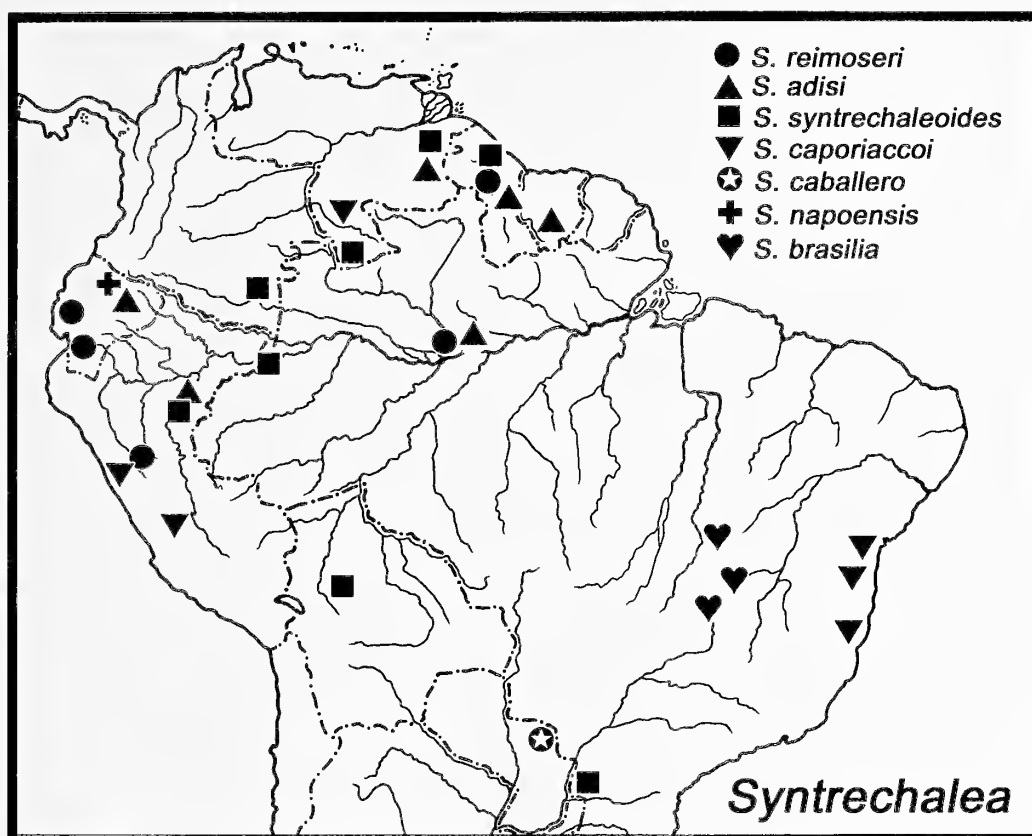 S. reimoseri
S. adisi
S. syntrechaleoides
S. caporiaccoi
S. caballero
S. napoensis
S. brasilia
Syntrechalea